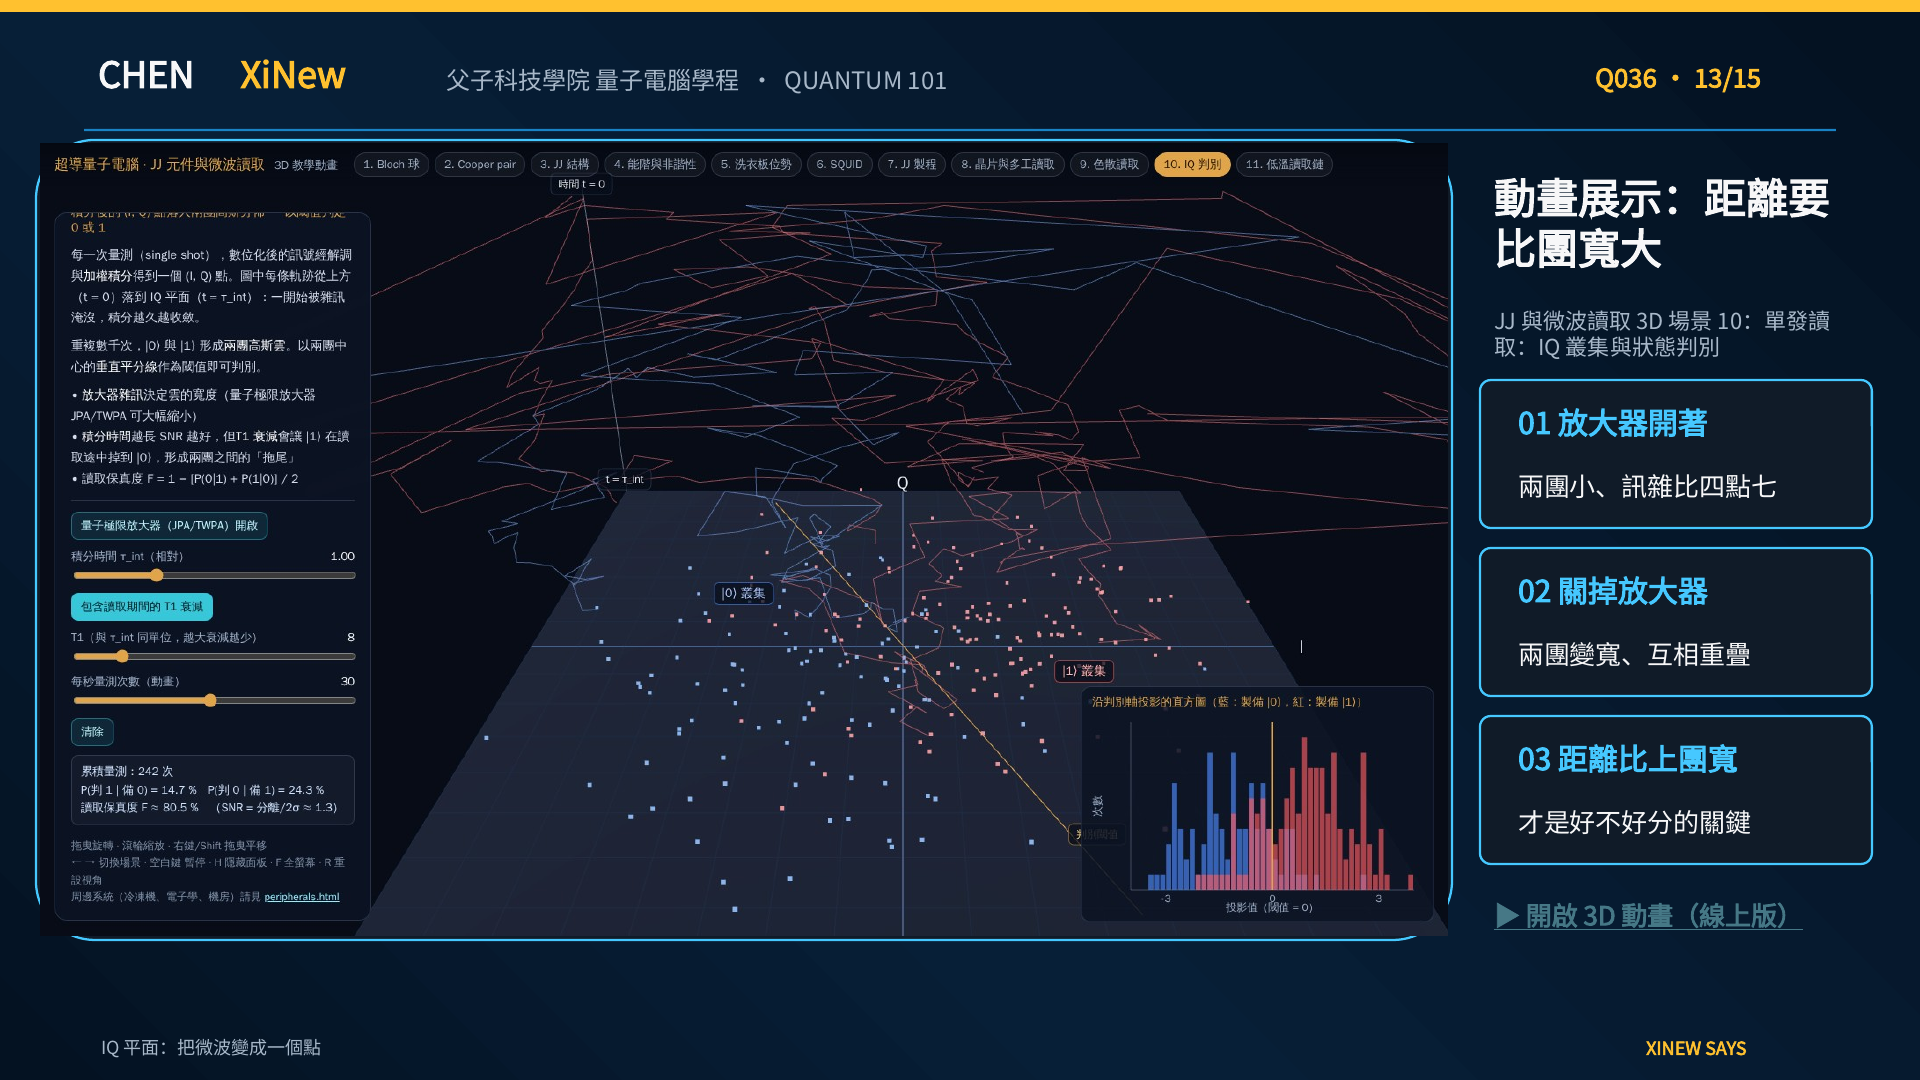 CHEN XiNew 父子科技學院 量子電腦學程 • QUANTUM 101 Q036 • 13/15
超導量子電腦 · JJ 元件與微波讀取 3D 教學動畫 1. Bloch 球 2. Cooper pair 3. JJ 結構 4. 能階與非諧性 5. 洗衣板位勢 6. SQUID 7. JJ 製程 8. 晶片與多工讀取 9. 色散讀取 10. IQ 判別 11. 低溫讀取鏈
時間 t = 0
0 或 1
每一次量測（single shot），數位化後的訊號經解調
與加權積分得到一個 (I, Q) 點。圖中每條軌跡從上方
（t = 0）落到 IQ 平面（t = τ_int）：一開始被雜訊
淹沒，積分越久越收斂。
重複數千次，|0⟩ 與 |1⟩ 形成兩團高斯雲。以兩團中
心的垂直平分線作為閾值即可判別。
• 放大器雜訊決定雲的寬度（量子極限放大器
JPA/TWPA 可大幅縮小）
• 積分時間越長 SNR 越好，但T1 衰減會讓 |1⟩ 在讀
取途中掉到 |0⟩，形成兩團之間的「拖尾」
• 讀取保真度 F = 1 − [P(0|1) + P(1|0)] / 2
量子極限放大器（JPA/TWPA）開啟
積分時間 τ_int（相對） 1.00
包含讀取期間的 T1 衰減
T1（與 τ_int 同單位，越大衰減越少） 8
每秒量測次數（動畫） 30
清除
累積量測：242 次
P(判 1 | 備 0) = 14.7 % P(判 0 | 備 1) = 24.3 %
讀取保真度 F ≈ 80.5 % （SNR = 分離/2σ ≈ 1.3）
拖曳旋轉 · 滾輪縮放 · 右鍵/Shift 拖曳平移
←→ 切換場景 · 空白鍵 暫停 · H 隱藏面板 · F 全螢幕 · R 重
設視角
周邊系統（冷凍機、電子學、機房）請見 peripherals.html
t = τ_int
Q
|0⟩ 叢集
I
|1⟩ 叢集
判別閾值
沿判別軸投影的直方圖（藍：製備 |0⟩，紅：製備 |1⟩）
次數
-3 0 3
投影值（閾值 = 0）
動畫展示：距離要
比團寬大
JJ 與微波讀取 3D 場景 10：單發讀
取：IQ 叢集與狀態判別
01 放大器開著
兩團小、訊雜比四點七
02 關掉放大器
兩團變寬、互相重疊
03 距離比上團寬
才是好不好分的關鍵
▶ 開啟 3D 動畫（線上版）
IQ 平面：把微波變成一個點
XINEW SAYS